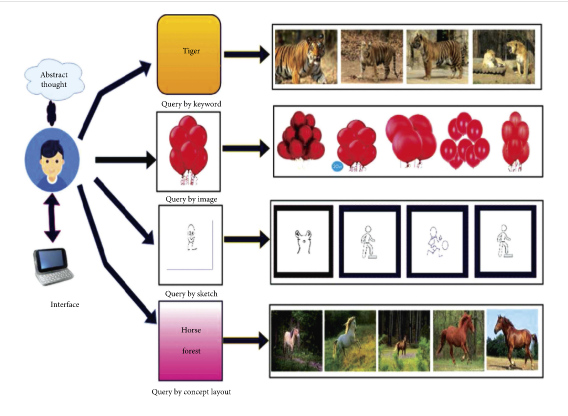 Abstract
thought
Tiger
Query by keyword
Query by image
Query by sketch
Interface
Horse
forest
Query by concept layout